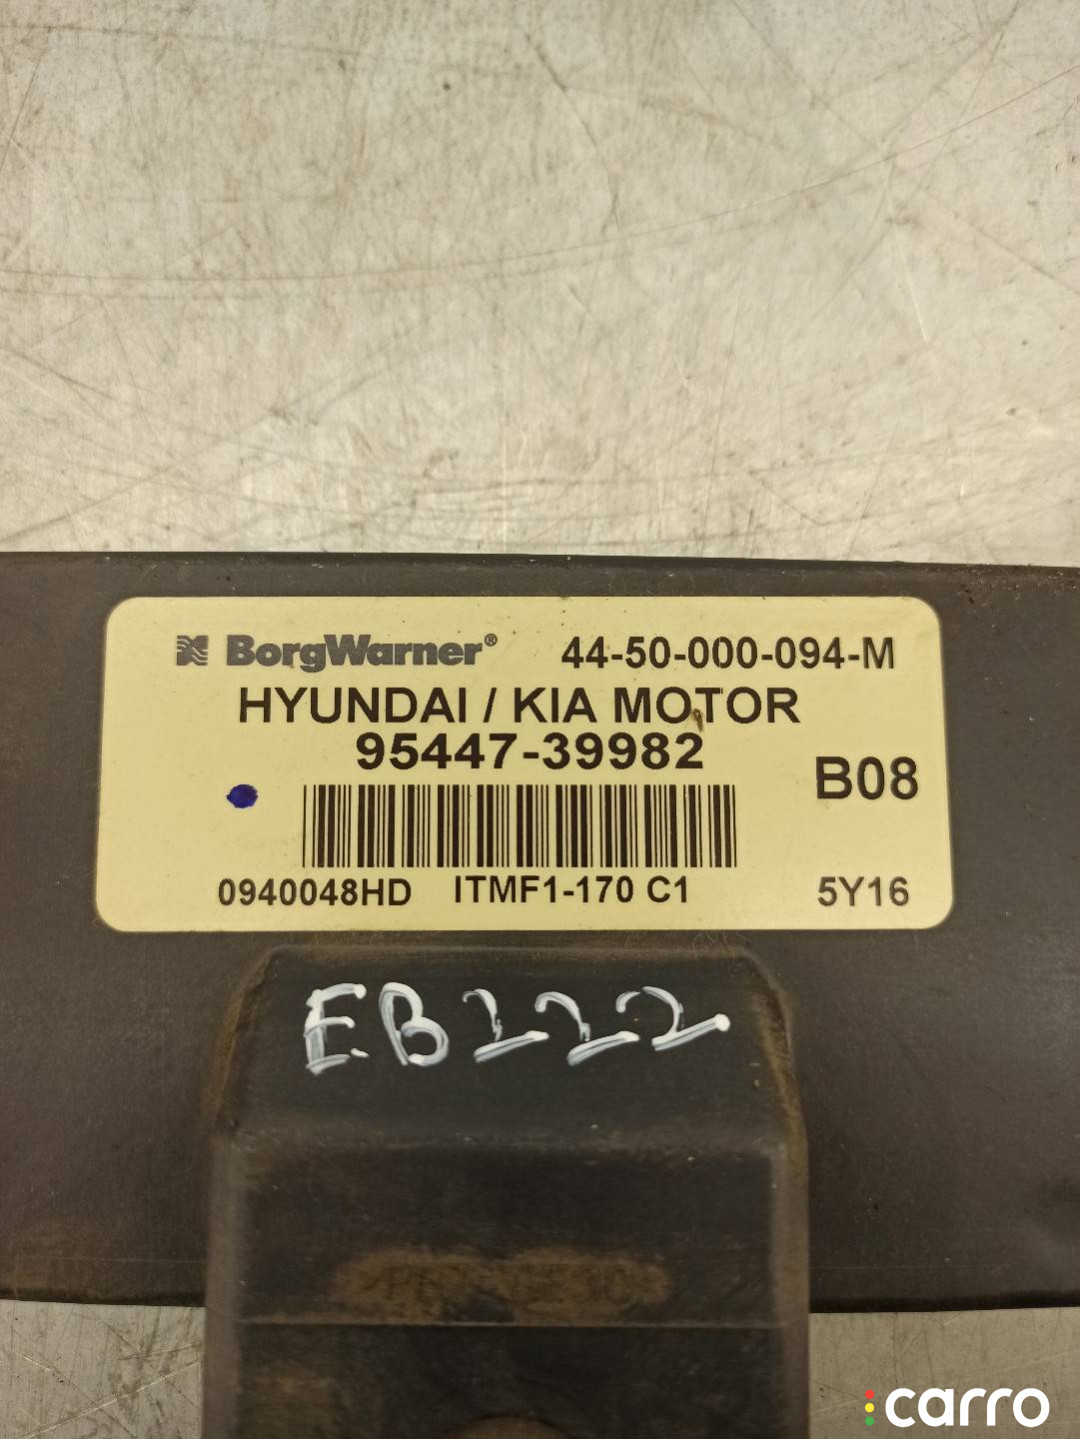 BorgWarner® 44-50-000-094-M
HYUNDAI / KIA MOTOR
95447-39982
B08
0940048HD ITMF1-170 C1 5Y16
EB222
carro